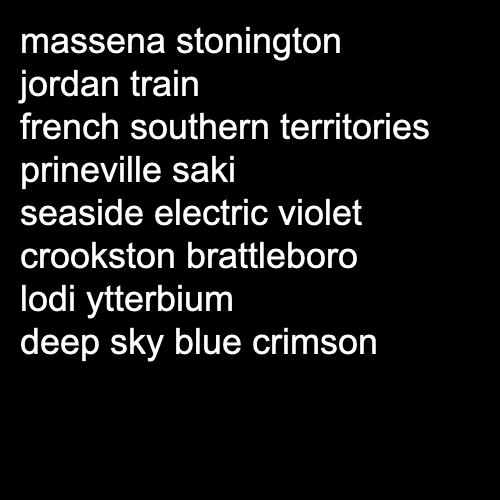 massena stonington
jordan train
french southern territories
prineville saki
seaside electric violet
crookston brattleboro
lodi ytterbium
deep sky blue crimson